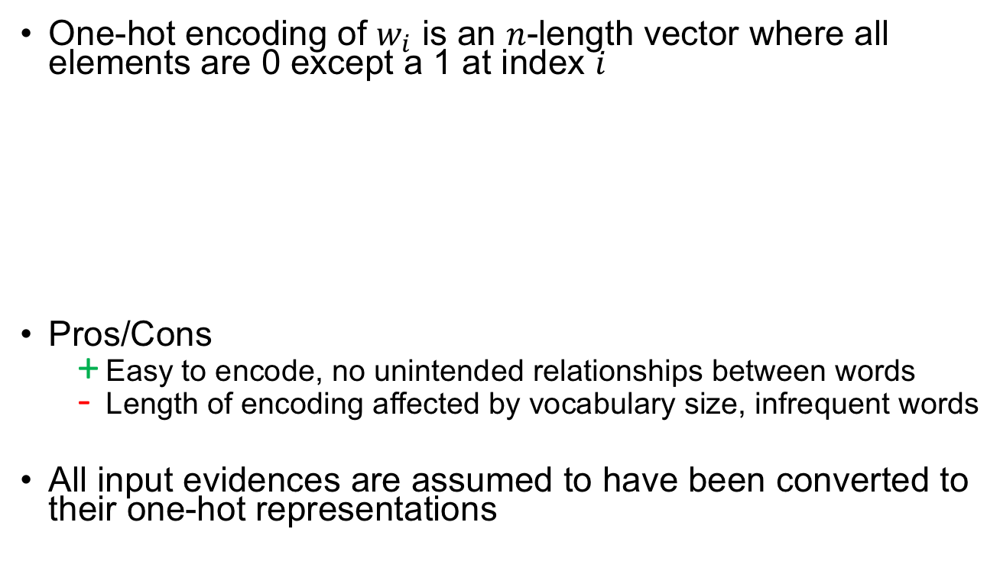 • One-hot encoding of 𝑤ᵢ is an 𝑛-length vector where all
elements are 0 except a 1 at index 𝑖
• Pros/Cons
+ Easy to encode, no unintended relationships between words
- Length of encoding affected by vocabulary size, infrequent words
• All input evidences are assumed to have been converted to
their one-hot representations